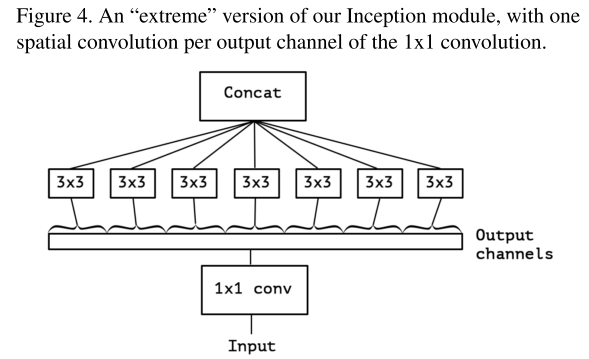 Figure 4. An “extreme” version of our Inception module, with one
spatial convolution per output channel of the 1x1 convolution.
Concat
3x3 3x3 3x3 3x3 3x3 3x3 3x3
Output
channels
1x1 conv
Input